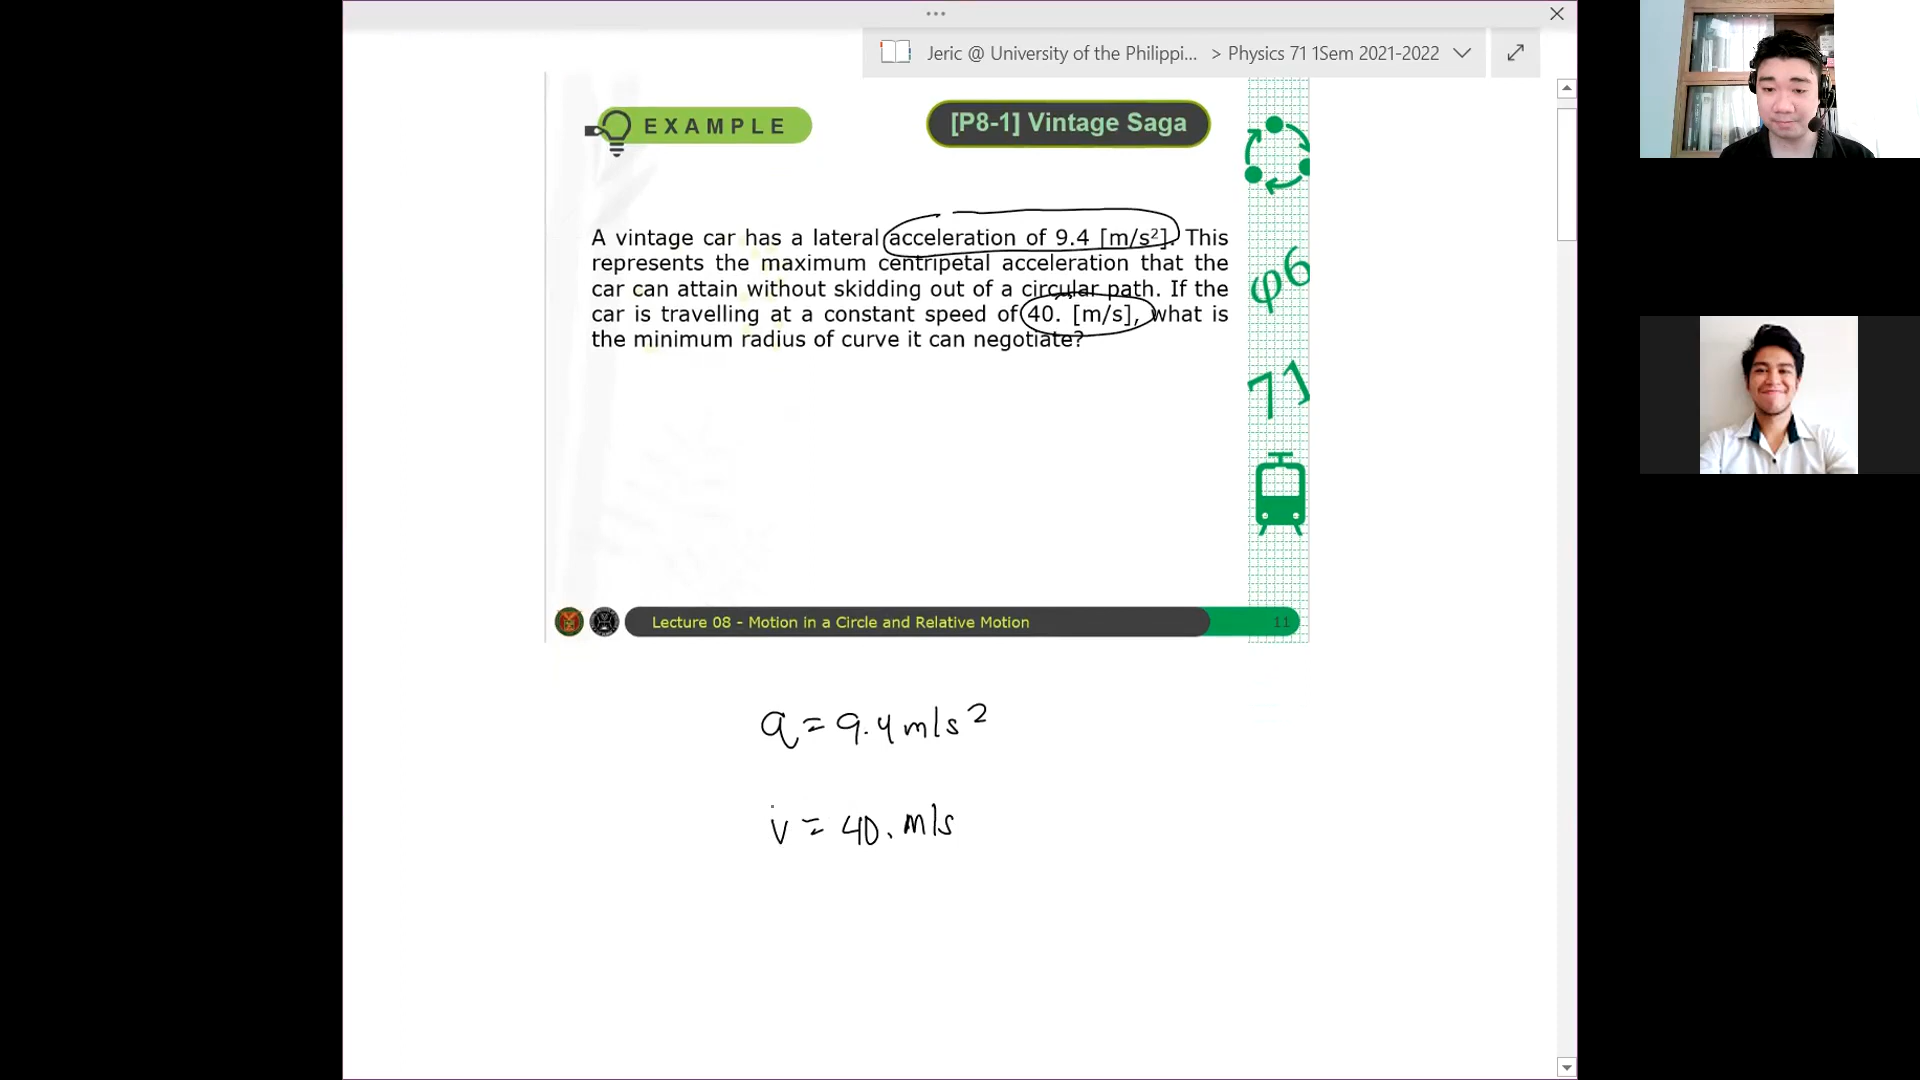 Jeric @ University of the Philippi... > Physics 71 1Sem 2021-2022
EXAMPLE
[P8-1] Vintage Saga
A vintage car has a lateral acceleration of 9.4 [m/s²]. This
represents the maximum centripetal acceleration that the
car can attain without skidding out of a circular path. If the
car is travelling at a constant speed of 40. [m/s], what is
the minimum radius of curve it can negotiate?
φ6
71
Lecture 08 - Motion in a Circle and Relative Motion
11
a = 9.4 m/s²
v = 40. m/s